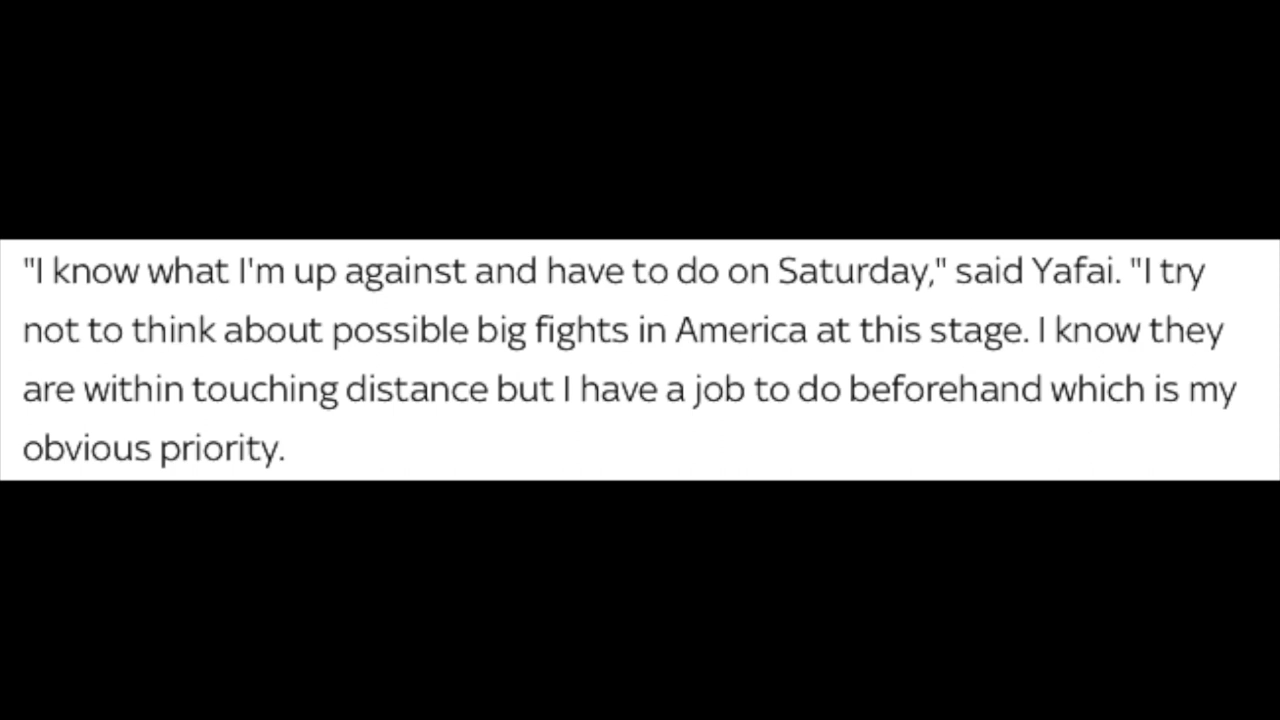 "I know what I'm up against and have to do on Saturday," said Yafai. "I try
not to think about possible big fights in America at this stage. I know they
are within touching distance but I have a job to do beforehand which is my
obvious priority.